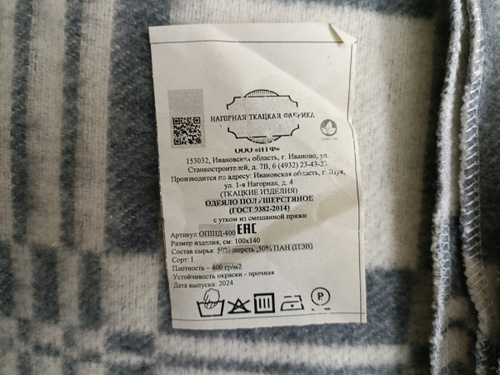 НАГОРНАЯ ТКАЦКАЯ ФАБРИКА
ООО «НТФ»
153032, Ивановская область, г. Иваново, ул.
Станкостроителей, д. 7В, 6 (4932) 23-43-25
Производится по адресу: Ивановская область, г.
ул. 1-я Нагорная, д. 4
(ТКАЦКИЕ ИЗДЕЛИЯ)
ОДЕЯЛО ПОЛУШЕРСТЯНОЕ
(ГОСТ 9382-2014)
с утком из смешанной пряжи
Артикул: ОПШД-400 EAC
Размер изделия, см: 100х140
Состав сырья: 50% шерсть ,50% ПАН (ПЭВ)
Сорт: 1
Плотность – 400 гр/м2
Устойчивость окраски - прочная
Дата выпуска: 2024
P